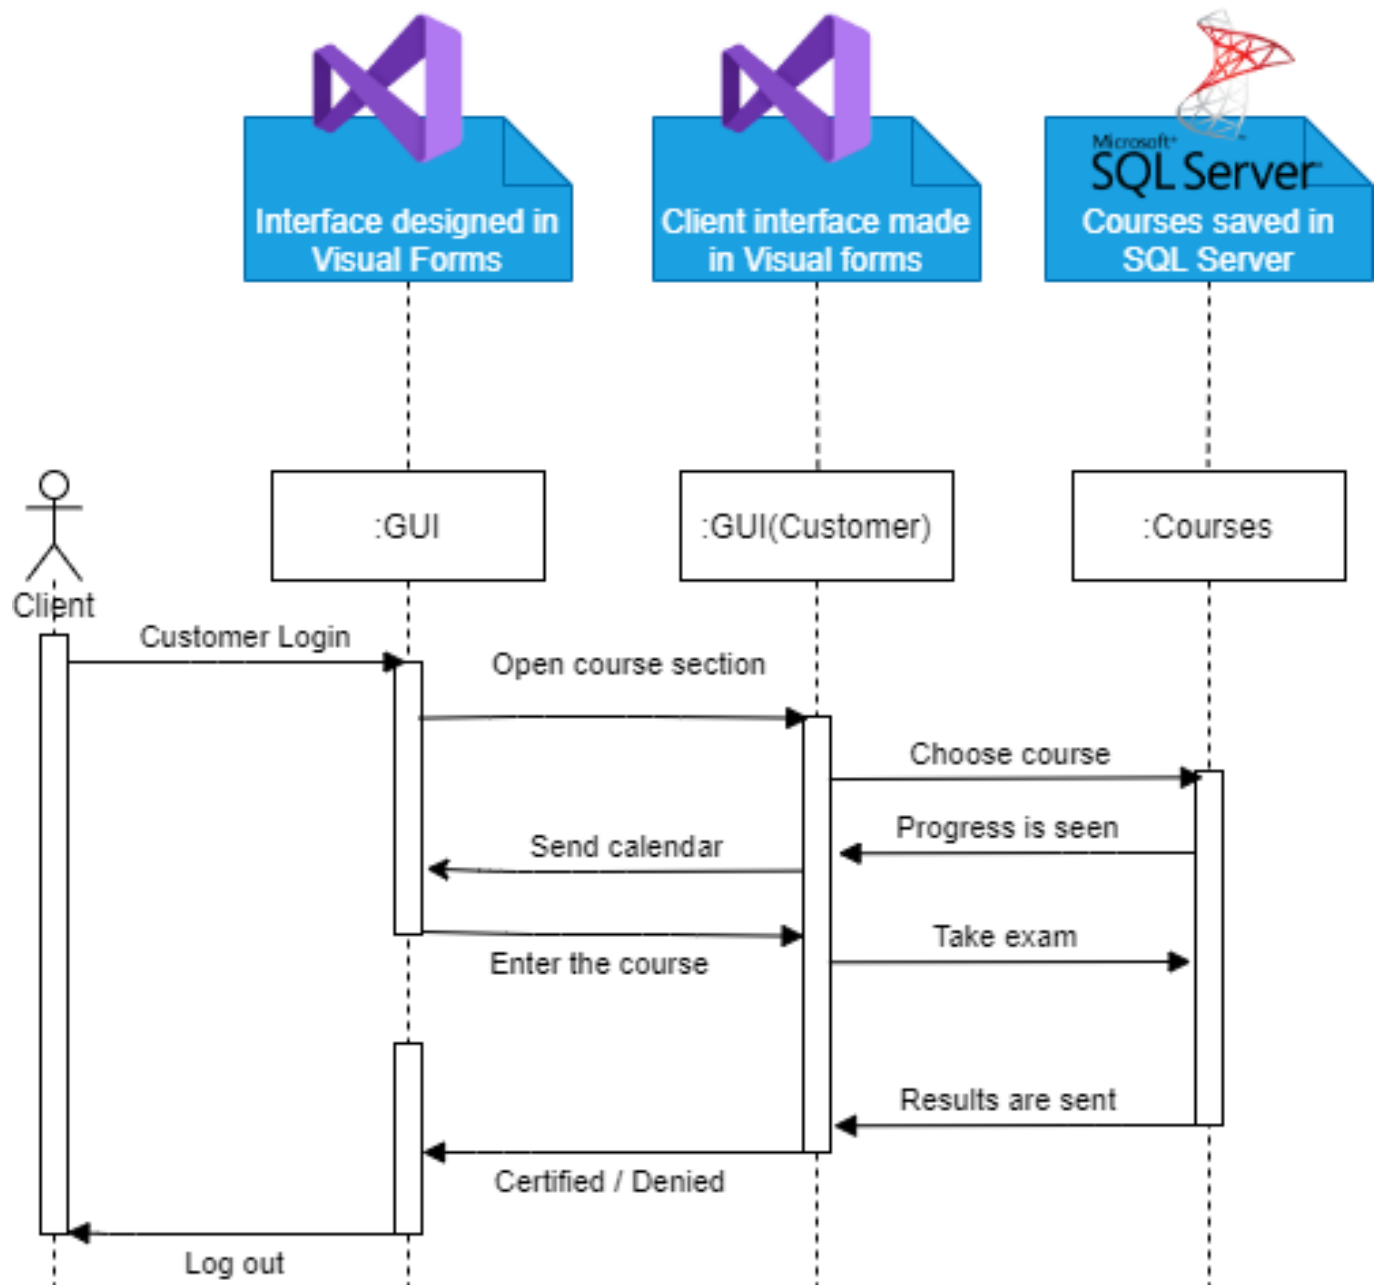 Microsoft
SQL Server
Interface designed in
Visual Forms
Client interface made
in Visual forms
Courses saved in
SQL Server
:GUI
:GUI(Customer)
:Courses
Client
Customer Login
Open course section
Choose course
Progress is seen
Send calendar
Take exam
Enter the course
Results are sent
Certified / Denied
Log out